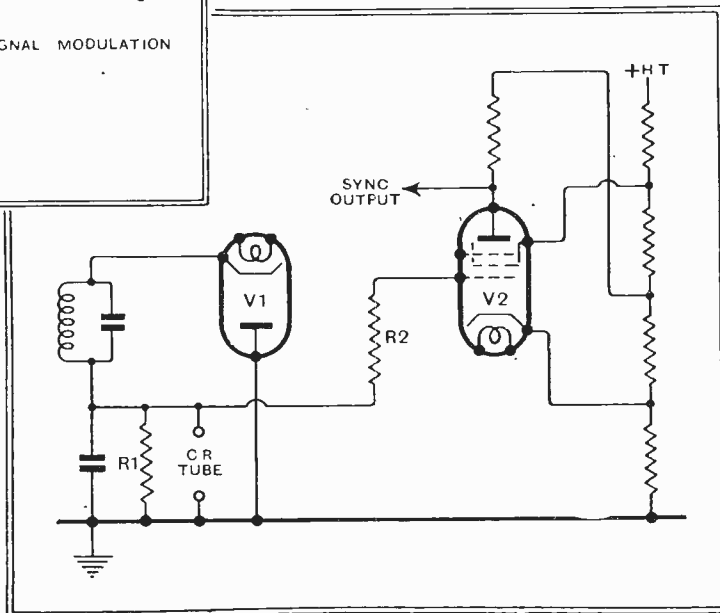 GNAL MODULATION
+HT
SYNC
OUTPUT
V1
V2
R2
R1
C R
TUBE